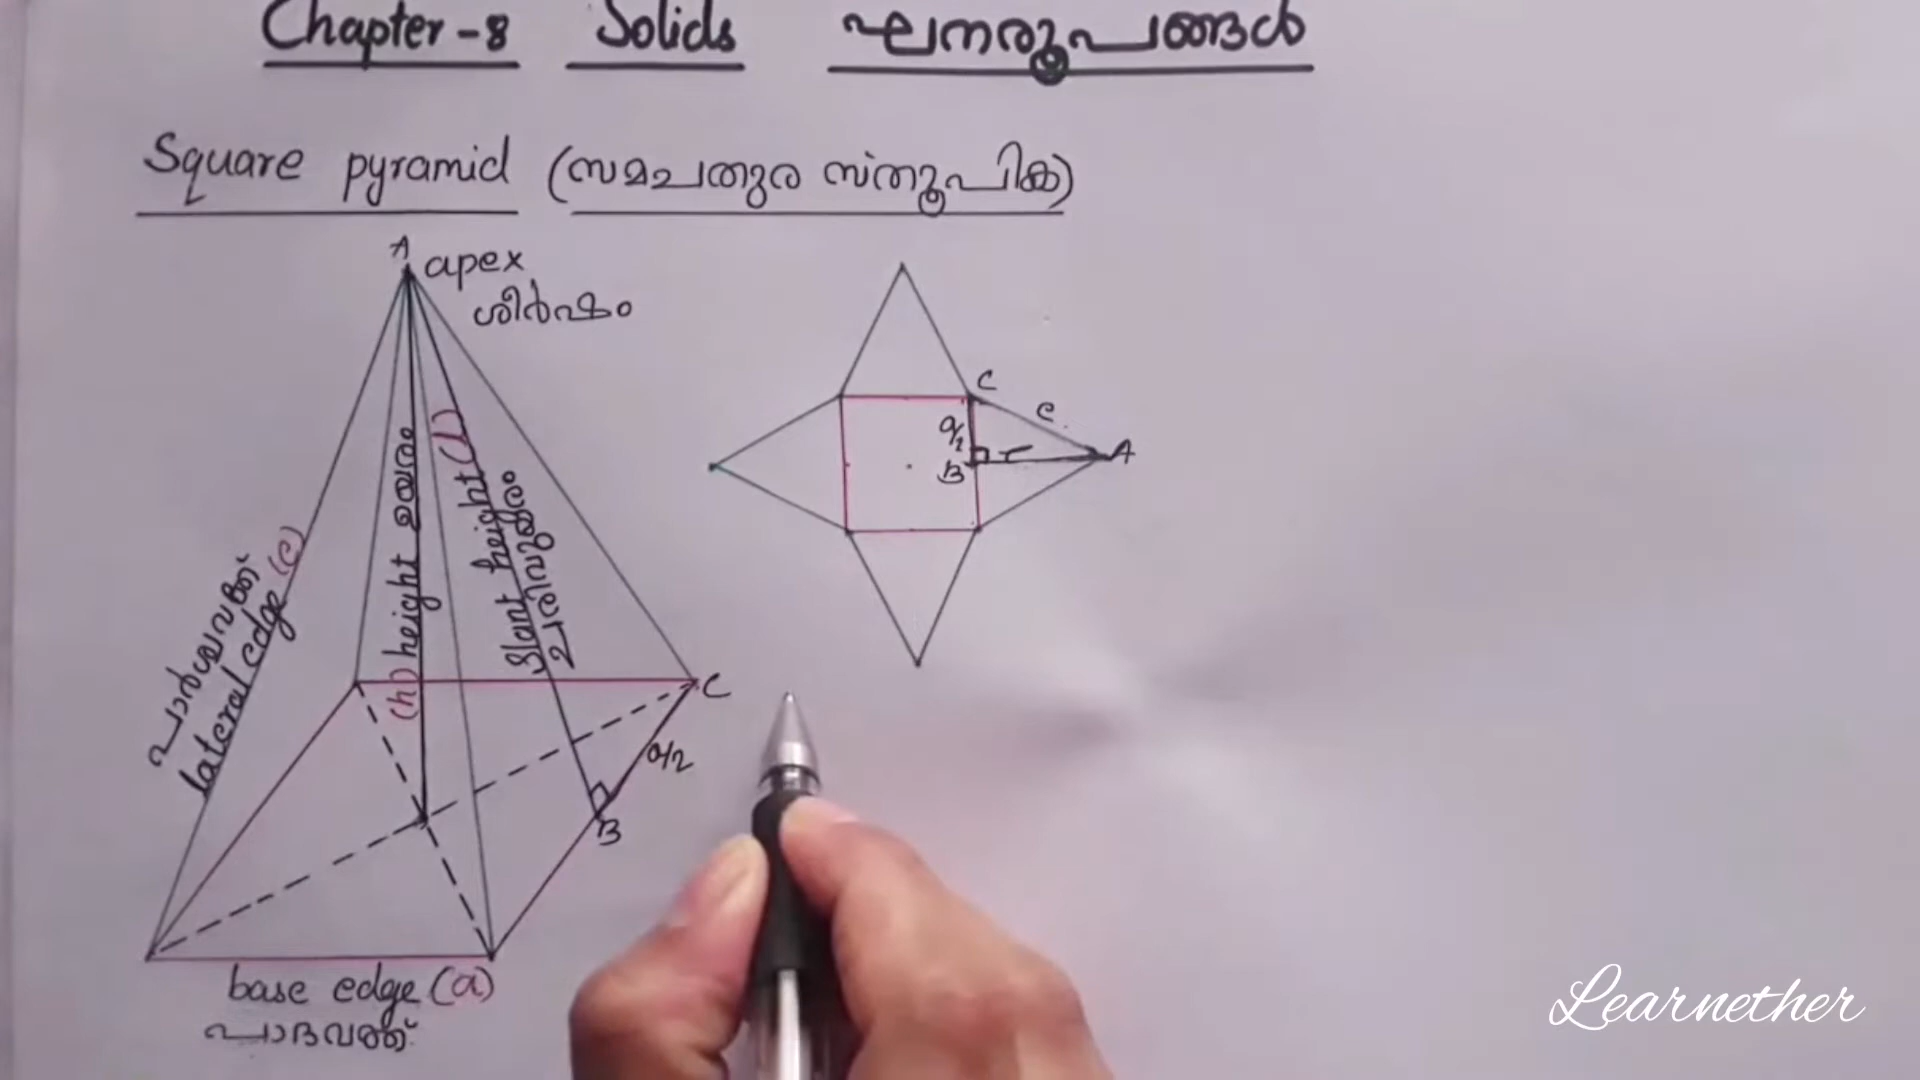 Chapter-8 Solids ഘനരൂപങ്ങൾ
Square pyramid (സമചതുര സ്തൂപിക)
A apex
ശീർഷം
പാർശ്വവക്ക്
lateral edge (e)
(h) height ഉയരം
Slant height (l)
ചരിവുയരം
C
a/2
B
base edge (a)
പാദവക്ക്
C
e
a/2
B
A
Learnether